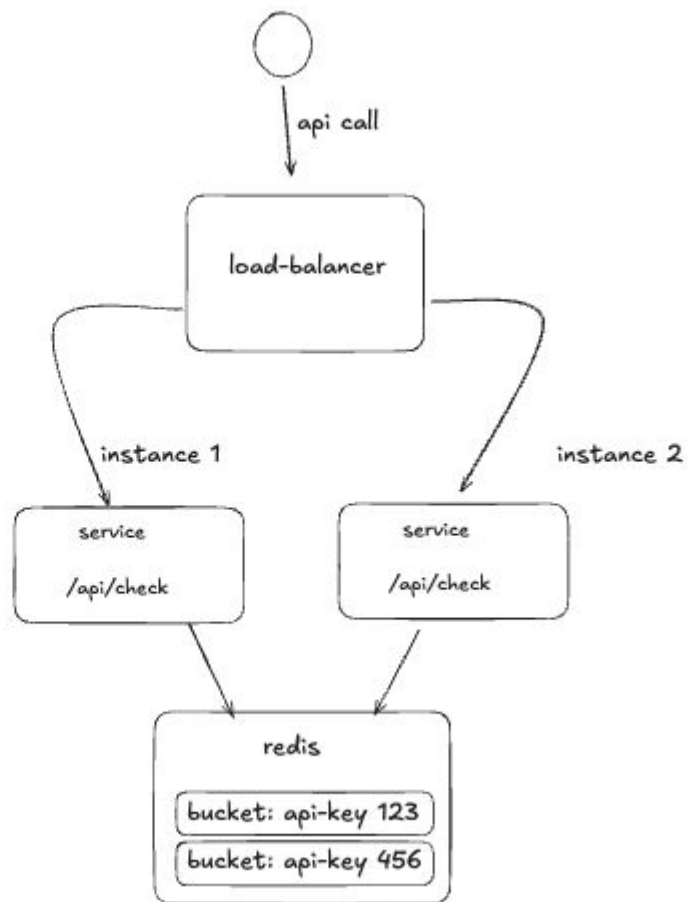 api call
load-balancer
instance 1
instance 2
service
/api/check
service
/api/check
redis
bucket: api-key 123
bucket: api-key 456